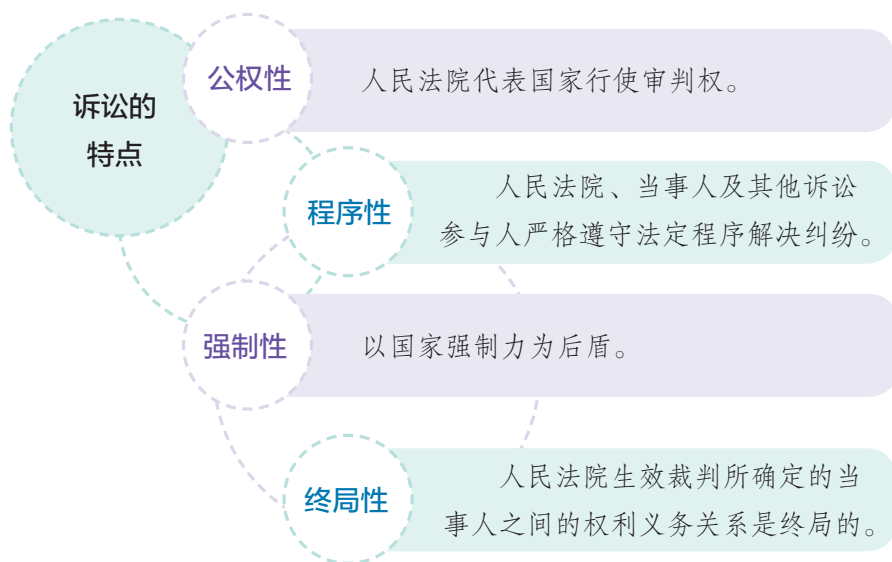 诉讼的
特点
公权性
人民法院代表国家行使审判权。
程序性
人民法院、当事人及其他诉讼
参与人严格遵守法定程序解决纠纷。
强制性
以国家强制力为后盾。
终局性
人民法院生效裁判所确定的当
事人之间的权利义务关系是终局的。